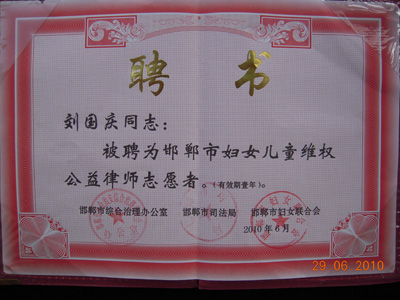 聘书
刘国庆同志：
被聘为邯郸市妇女儿童维权
公益律师志愿者。(有效期壹年)。
邯郸市综合治理办公室 邯郸市司法局 邯郸市妇女联合会
2010年6月
29.06.2010